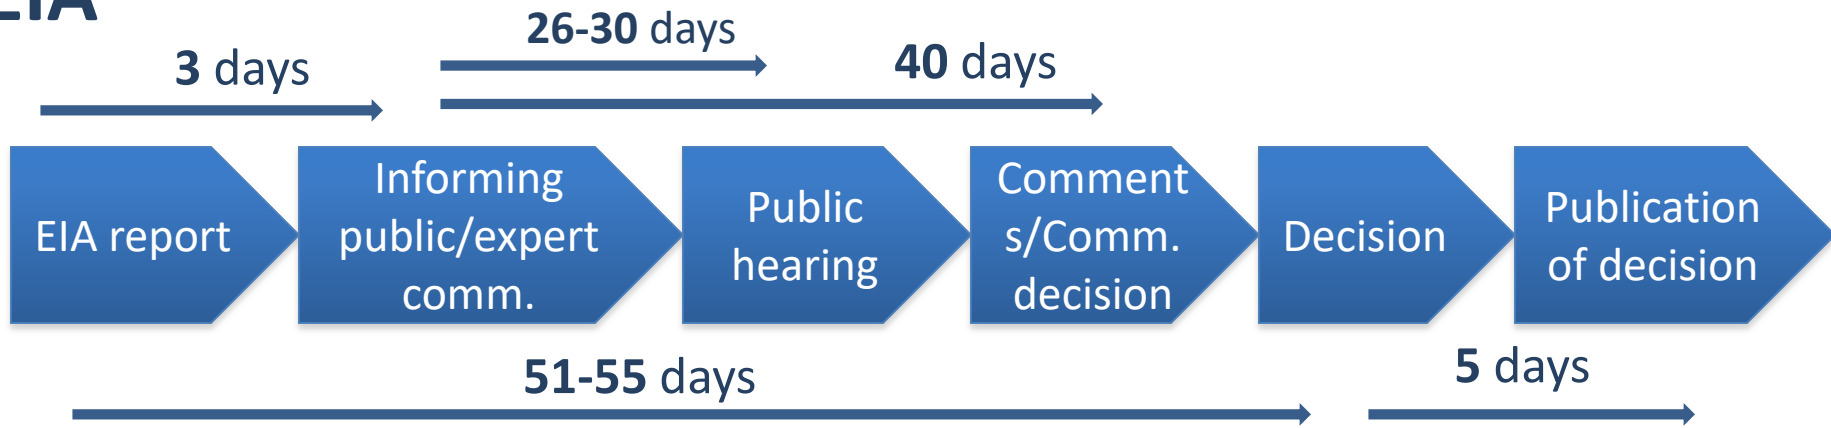 EIA
26-30 days
3 days
40 days
EIA report
Informing
public/expert
comm.
Public
hearing
Comment
s/Comm.
decision
Decision
Publication
of decision
51-55 days
5 days